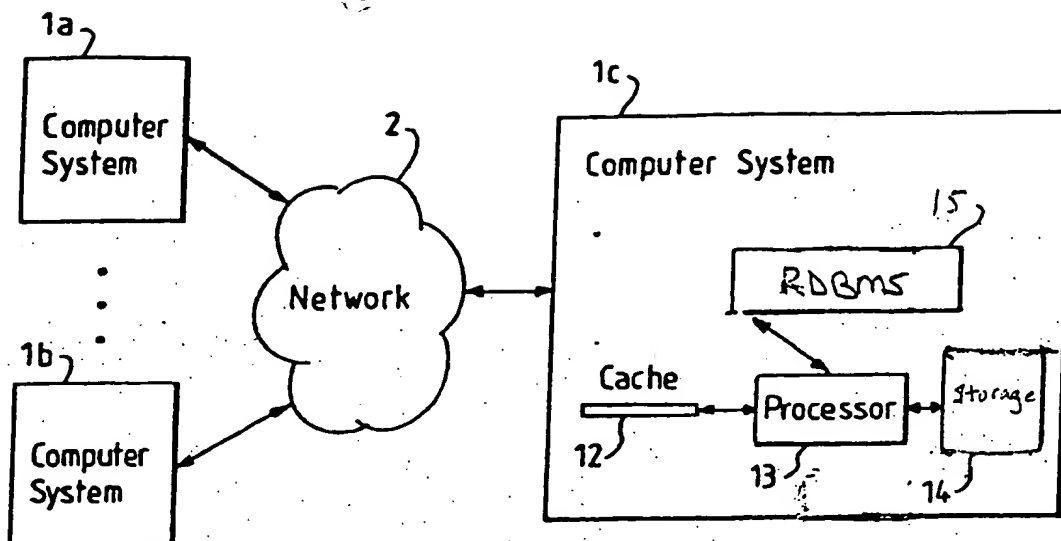 1a
Computer
System
2
Network
1b
Computer
System
1c
Computer System
15
RDBMS
Cache
12
Processor
13
Storage
14